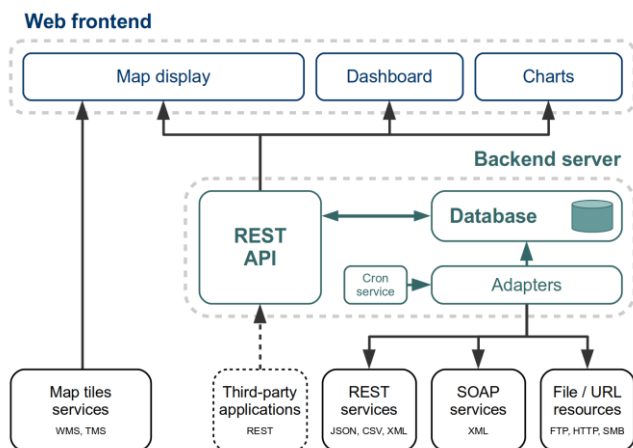 Web frontend
Map display
Dashboard
Charts
Backend server
REST
API
Database
Cron
service
Adapters
Map tiles
services
WMS, TMS
Third-party
applications
REST
REST
services
JSON, CSV, XML
SOAP
services
XML
File / URL
resources
FTP, HTTP, SMB